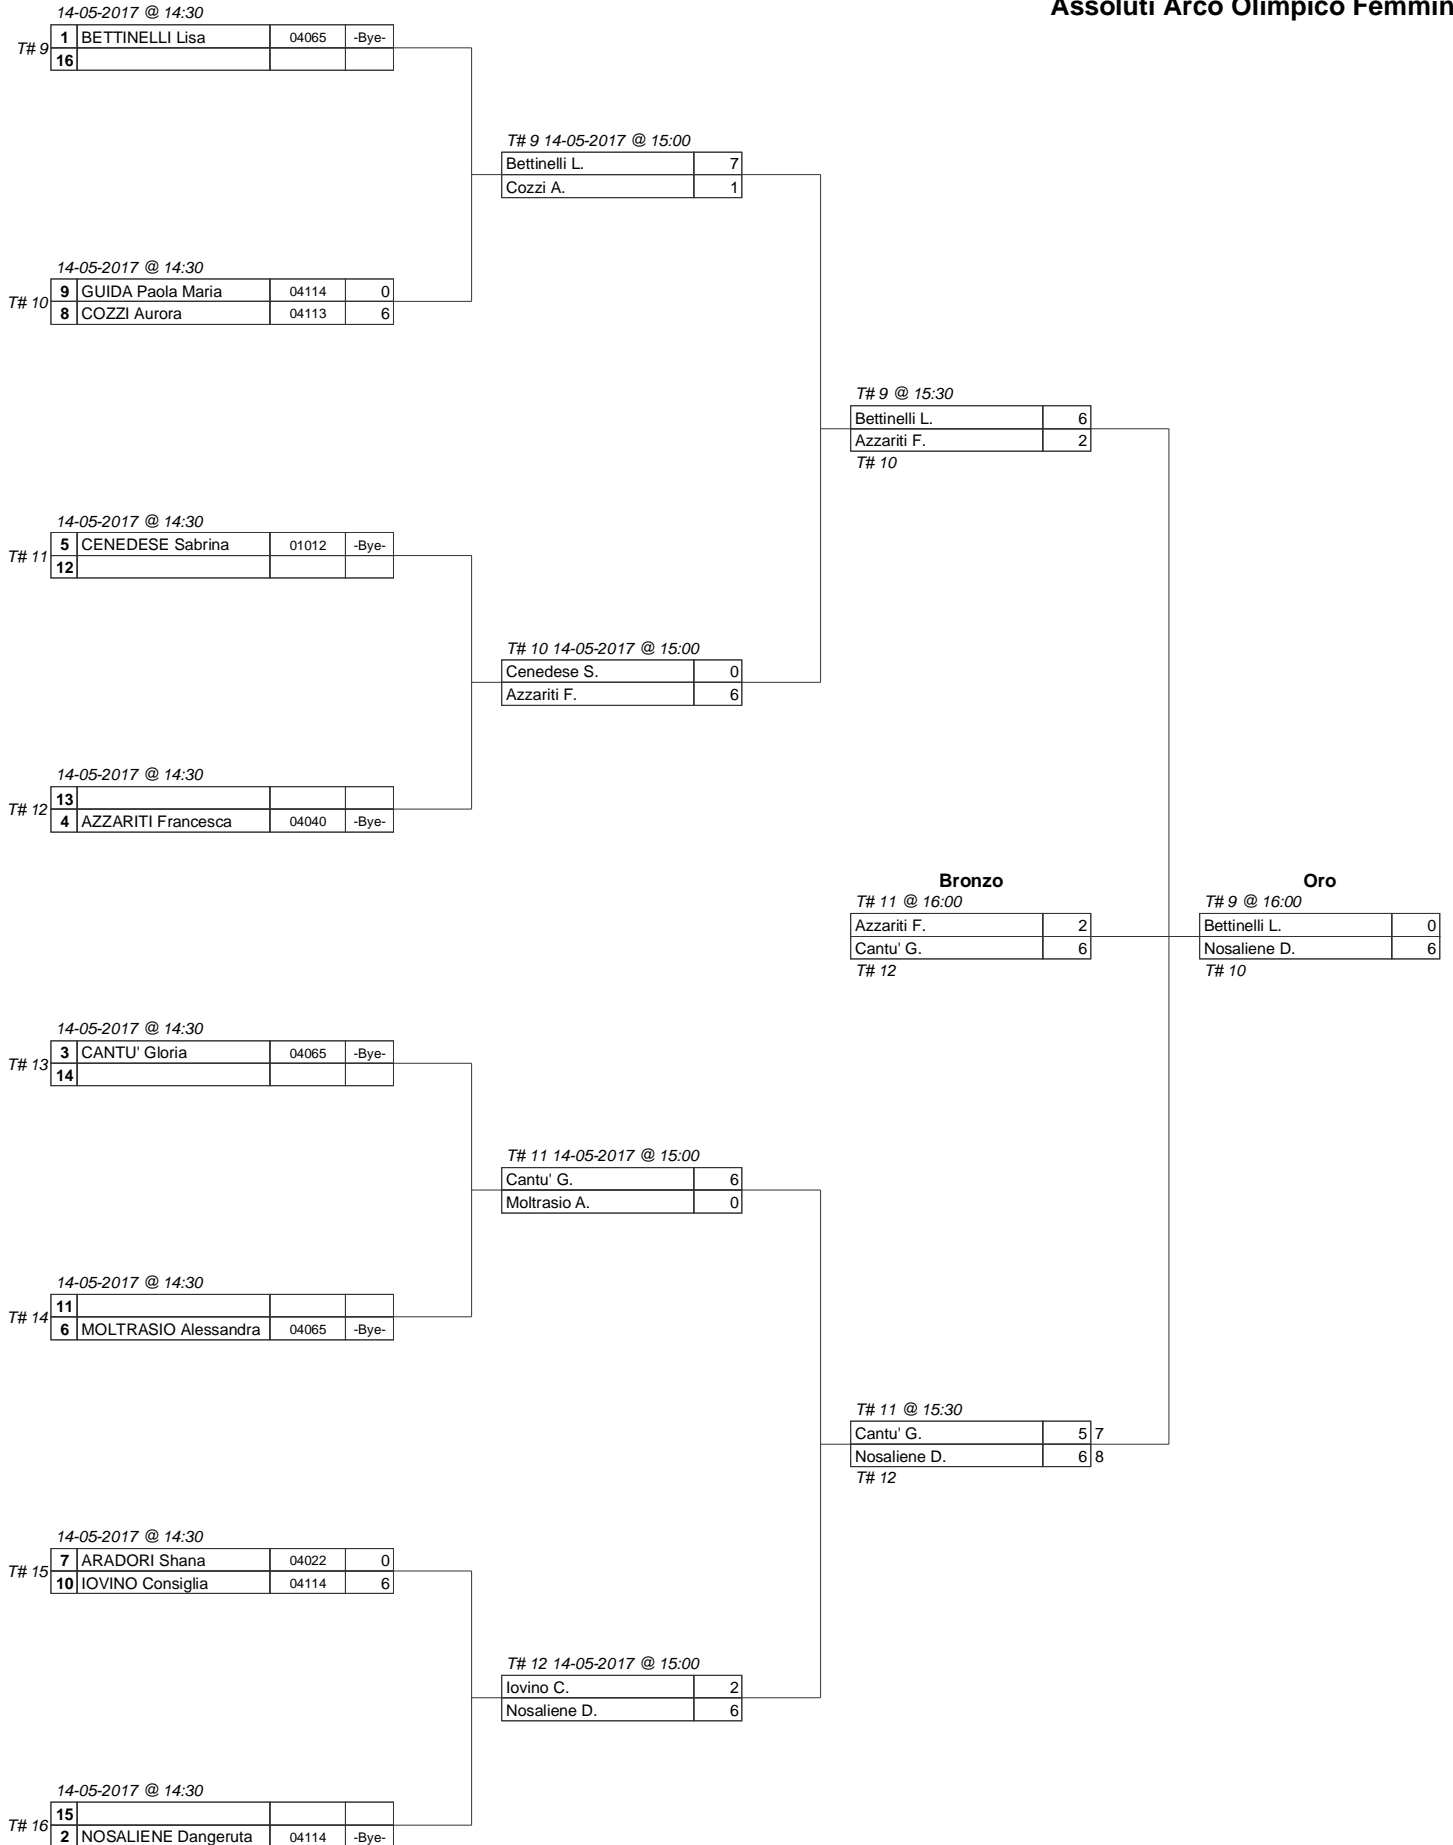 Assoluti Arco Olimpico Femmin
14-05-2017 @ 14:30
T# 9
1 BETTINELLI Lisa 04065 -Bye-
16
T# 9 14-05-2017 @ 15:00
Bettinelli L. 7
Cozzi A. 1
14-05-2017 @ 14:30
T# 10
9 GUIDA Paola Maria 04114 0
8 COZZI Aurora 04113 6
T# 9 @ 15:30
Bettinelli L. 6
Azzariti F. 2
T# 10
14-05-2017 @ 14:30
T# 11
5 CENEDESE Sabrina 01012 -Bye-
12
T# 10 14-05-2017 @ 15:00
Cenedese S. 0
Azzariti F. 6
14-05-2017 @ 14:30
T# 12
13
4 AZZARITI Francesca 04040 -Bye-
Bronzo
T# 11 @ 16:00
Azzariti F. 2
Cantu' G. 6
T# 12
Oro
T# 9 @ 16:00
Bettinelli L. 0
Nosaliene D. 6
T# 10
14-05-2017 @ 14:30
T# 13
3 CANTU' Gloria 04065 -Bye-
14
T# 11 14-05-2017 @ 15:00
Cantu' G. 6
Moltrasio A. 0
14-05-2017 @ 14:30
T# 14
11
6 MOLTRASIO Alessandra 04065 -Bye-
T# 11 @ 15:30
Cantu' G. 5 7
Nosaliene D. 6 8
T# 12
14-05-2017 @ 14:30
T# 15
7 ARADORI Shana 04022 0
10 IOVINO Consiglia 04114 6
T# 12 14-05-2017 @ 15:00
Iovino C. 2
Nosaliene D. 6
14-05-2017 @ 14:30
T# 16
15
2 NOSALIENE Dangeruta 04114 -Bye-